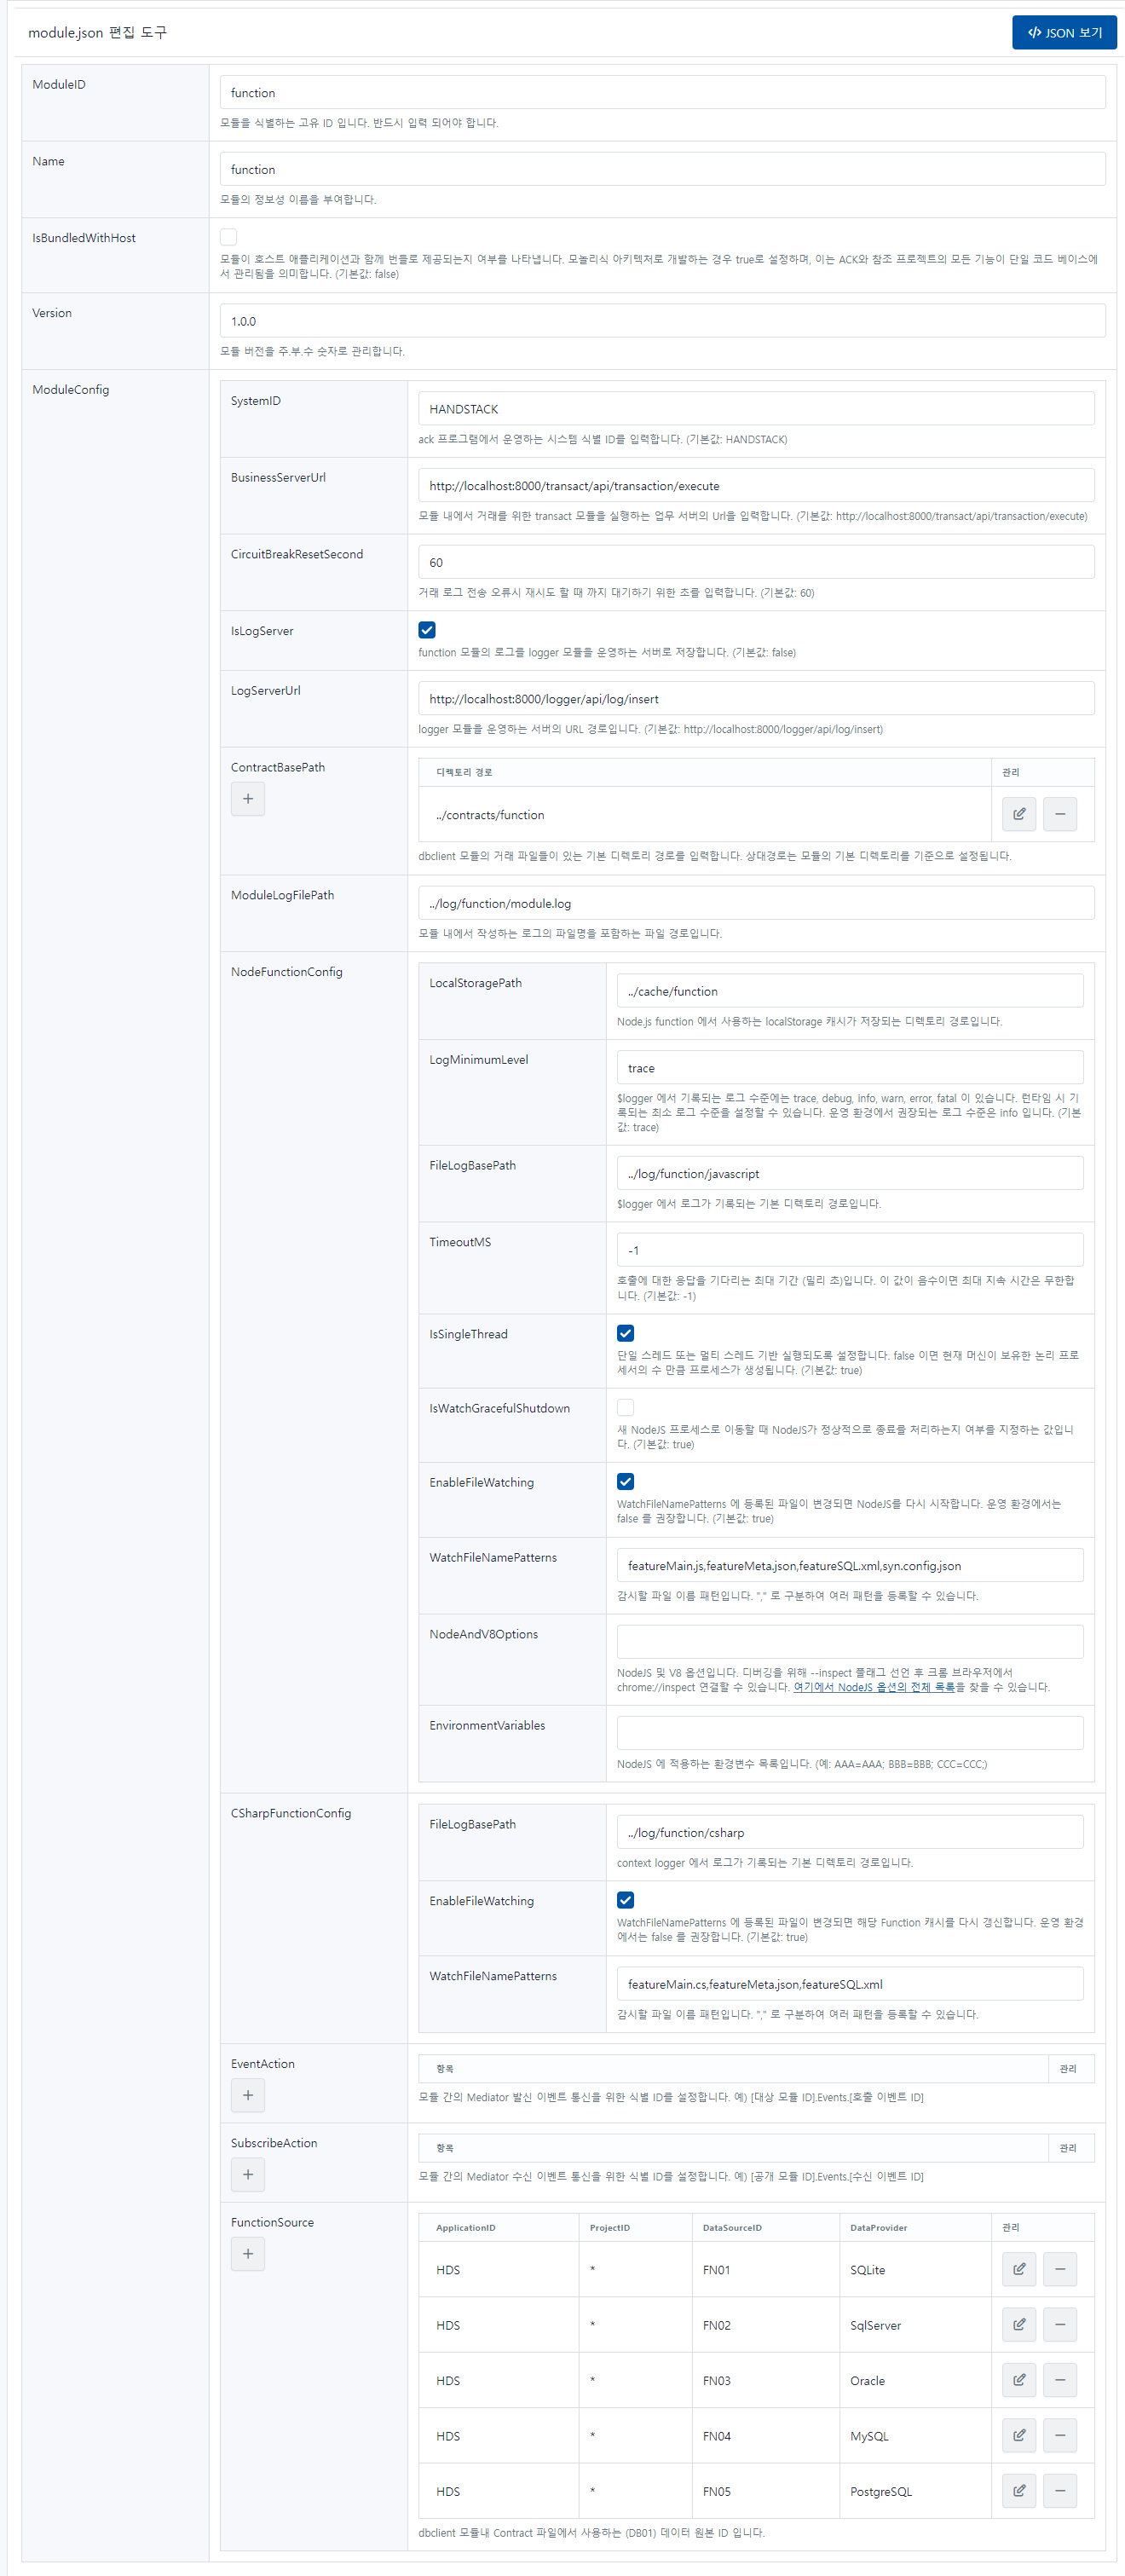 module.json 편집 도구
</> JSON 보기
ModuleID
function
모듈을 식별하는 고유 ID 입니다. 반드시 입력 되어야 합니다.
Name
function
모듈의 정보성 이름을 부여합니다.
IsBundledWithHost
모듈이 호스트 애플리케이션과 함께 번들로 제공되는지 여부를 나타냅니다. 모놀리식 아키텍처로 개발하는 경우 true로 설정하며, 이는 ACK와 참조 프로젝트의 모든 기능이 단일 코드 베이스에
서 관리됨을 의미합니다. (기본값: false)
Version
1.0.0
모듈 버전을 주.부.수 숫자로 관리합니다.
ModuleConfig
SystemID
HANDSTACK
ack 프로그램에서 운영하는 시스템 식별 ID를 입력합니다. (기본값: HANDSTACK)
BusinessServerUrl
http://localhost:8000/transact/api/transaction/execute
모듈 내에서 거래를 위한 transact 모듈을 실행하는 업무 서버의 Url을 입력합니다. (기본값: http://localhost:8000/transact/api/transaction/execute)
CircuitBreakResetSecond
60
거래 로그 전송 오류시 재시도 할 때 까지 대기하기 위한 초를 입력합니다. (기본값: 60)
IsLogServer
function 모듈의 로그를 logger 모듈을 운영하는 서버로 저장합니다. (기본값: false)
LogServerUrl
http://localhost:8000/logger/api/log/insert
logger 모듈을 운영하는 서버의 URL 경로입니다. (기본값: http://localhost:8000/logger/api/log/insert)
ContractBasePath
디렉토리 경로
관리
../contracts/function
dbclient 모듈의 거래 파일들이 있는 기본 디렉토리 경로를 입력합니다. 상대경로는 모듈의 기본 디렉토리를 기준으로 설정됩니다.
ModuleLogFilePath
../log/function/module.log
모듈 내에서 작성하는 로그의 파일명을 포함하는 파일 경로입니다.
NodeFunctionConfig
LocalStoragePath
../cache/function
Node.js function 에서 사용하는 localStorage 캐시가 저장되는 디렉토리 경로입니다.
LogMinimumLevel
trace
$logger 에서 기록되는 로그 수준에는 trace, debug, info, warn, error, fatal 이 있습니다. 런타임 시 기
록되는 최소 로그 수준을 설정할 수 있습니다. 운영 환경에서 권장되는 로그 수준은 info 입니다. (기본
값: trace)
FileLogBasePath
../log/function/javascript
$logger 에서 로그가 기록되는 기본 디렉토리 경로입니다.
TimeoutMS
-1
호출에 대한 응답을 기다리는 최대 기간 (밀리 초)입니다. 이 값이 음수이면 최대 지속 시간은 무한합
니다. (기본값: -1)
IsSingleThread
단일 스레드 또는 멀티 스레드 기반 실행되도록 설정합니다. false 이면 현재 머신이 보유한 논리 프로
세서의 수 만큼 프로세스가 생성됩니다. (기본값: true)
IsWatchGracefulShutdown
새 NodeJS 프로세스로 이동할 때 NodeJS가 정상적으로 종료를 처리하는지 여부를 지정하는 값입니
다. (기본값: true)
EnableFileWatching
WatchFileNamePatterns 에 등록된 파일이 변경되면 NodeJS를 다시 시작합니다. 운영 환경에서는
false 를 권장합니다. (기본값: true)
WatchFileNamePatterns
featureMain.js,featureMeta.json,featureSQL.xml,syn.config.json
감시할 파일 이름 패턴입니다. "," 로 구분하여 여러 패턴을 등록할 수 있습니다.
NodeAndV8Options
NodeJS 및 V8 옵션입니다. 디버깅을 위해 --inspect 플래그 선언 후 크롬 브라우저에서
chrome://inspect 연결할 수 있습니다. 여기에서 NodeJS 옵션의 전체 목록을 찾을 수 있습니다.
EnvironmentVariables
NodeJS 에 적용하는 환경변수 목록입니다. (예: AAA=AAA; BBB=BBB; CCC=CCC;)
CSharpFunctionConfig
FileLogBasePath
../log/function/csharp
context logger 에서 로그가 기록되는 기본 디렉토리 경로입니다.
EnableFileWatching
WatchFileNamePatterns 에 등록된 파일이 변경되면 해당 Function 캐시를 다시 갱신합니다. 운영 환경
에서는 false 를 권장합니다. (기본값: true)
WatchFileNamePatterns
featureMain.cs,featureMeta.json,featureSQL.xml
감시할 파일 이름 패턴입니다. "," 로 구분하여 여러 패턴을 등록할 수 있습니다.
EventAction
항목
관리
모듈 간의 Mediator 발신 이벤트 통신을 위한 식별 ID를 설정합니다. 예) [대상 모듈 ID].Events.[호출 이벤트 ID]
SubscribeAction
항목
관리
모듈 간의 Mediator 수신 이벤트 통신을 위한 식별 ID를 설정합니다. 예) [공개 모듈 ID].Events.[수신 이벤트 ID]
FunctionSource
ApplicationID ProjectID DataSourceID DataProvider 관리
HDS * FN01 SQLite
HDS * FN02 SqlServer
HDS * FN03 Oracle
HDS * FN04 MySQL
HDS * FN05 PostgreSQL
dbclient 모듈내 Contract 파일에서 사용하는 (DB01) 데이터 원본 ID 입니다.